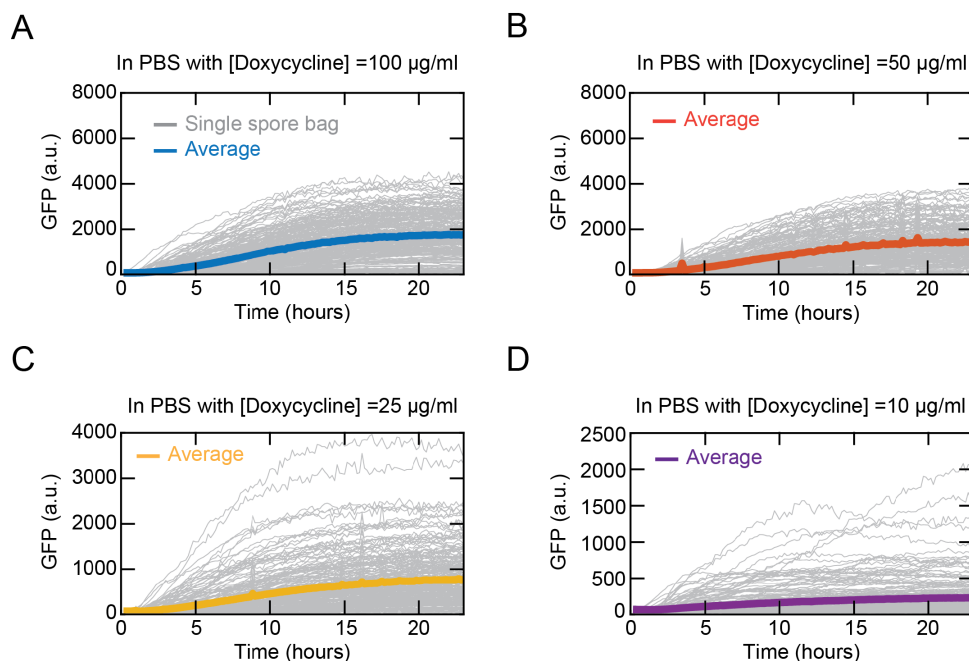 A
In PBS with [Doxycycline] =100 µg/ml
8000
6000
4000
2000
0
GFP (a.u.)
Single spore bag
Average
0 5 10 15 20
Time (hours)
B
In PBS with [Doxycycline] =50 µg/ml
8000
6000
4000
2000
0
GFP (a.u.)
Average
0 5 10 15 20
Time (hours)
C
In PBS with [Doxycycline] =25 µg/ml
4000
3000
2000
1000
0
GFP (a.u.)
Average
0 5 10 15 20
Time (hours)
D
In PBS with [Doxycycline] =10 µg/ml
2500
2000
1500
1000
500
0
GFP (a.u.)
Average
0 5 10 15 20
Time (hours)